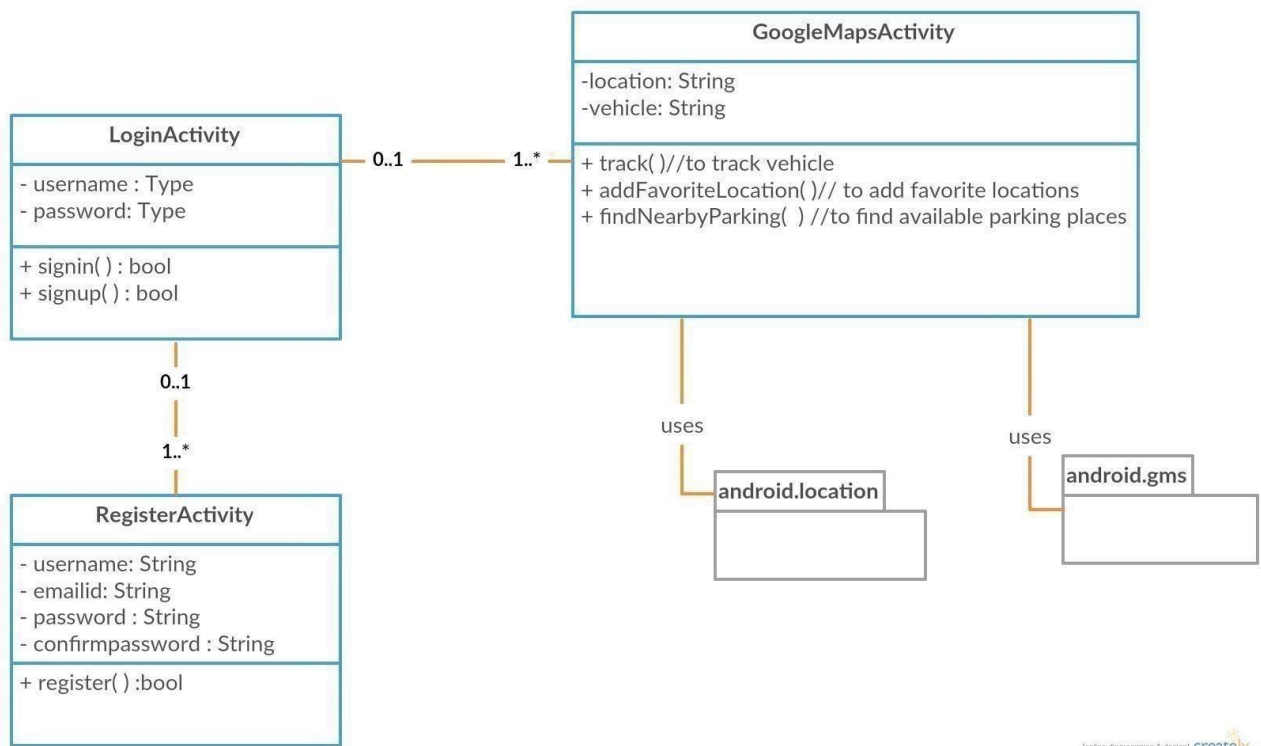 GoogleMapsActivity
-location: String
-vehicle: String
+ track( )//to track vehicle
+ addFavoriteLocation( )// to add favorite locations
+ findNearbyParking( ) //to find available parking places
LoginActivity
- username : Type
- password: Type
+ signin( ) : bool
+ signup( ) : bool
0..1
1..*
0..1
1..*
RegisterActivity
- username: String
- emailid: String
- password : String
- confirmpassword : String
+ register( ) :bool
uses
android.location
uses
android.gms
creately